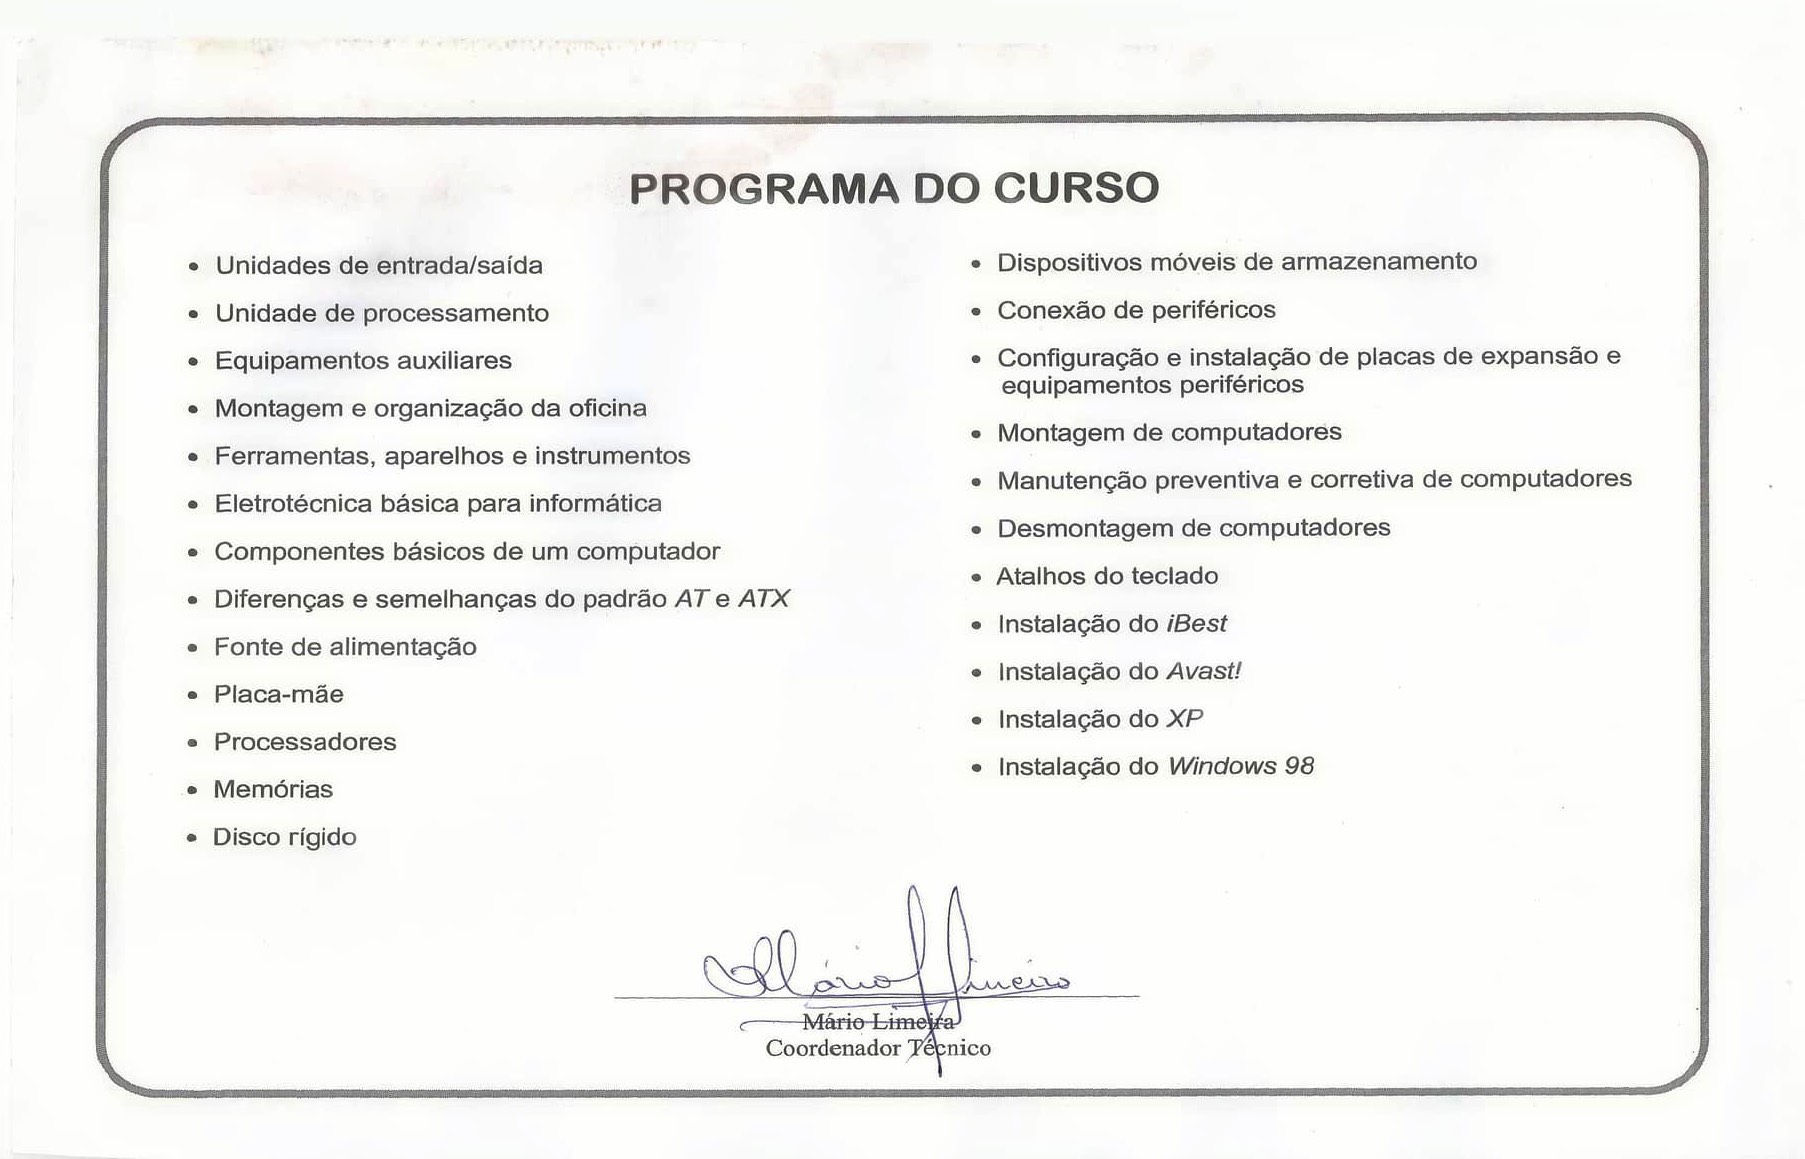 PROGRAMA DO CURSO
• Unidades de entrada/saída
• Unidade de processamento
• Equipamentos auxiliares
• Montagem e organização da oficina
• Ferramentas, aparelhos e instrumentos
• Eletrotécnica básica para informática
• Componentes básicos de um computador
• Diferenças e semelhanças do padrão AT e ATX
• Fonte de alimentação
• Placa-mãe
• Processadores
• Memórias
• Disco rígido
• Dispositivos móveis de armazenamento
• Conexão de periféricos
• Configuração e instalação de placas de expansão e
equipamentos periféricos
• Montagem de computadores
• Manutenção preventiva e corretiva de computadores
• Desmontagem de computadores
• Atalhos do teclado
• Instalação do iBest
• Instalação do Avast!
• Instalação do XP
• Instalação do Windows 98
Mário Limeira
Mário Limeira
Coordenador Técnico